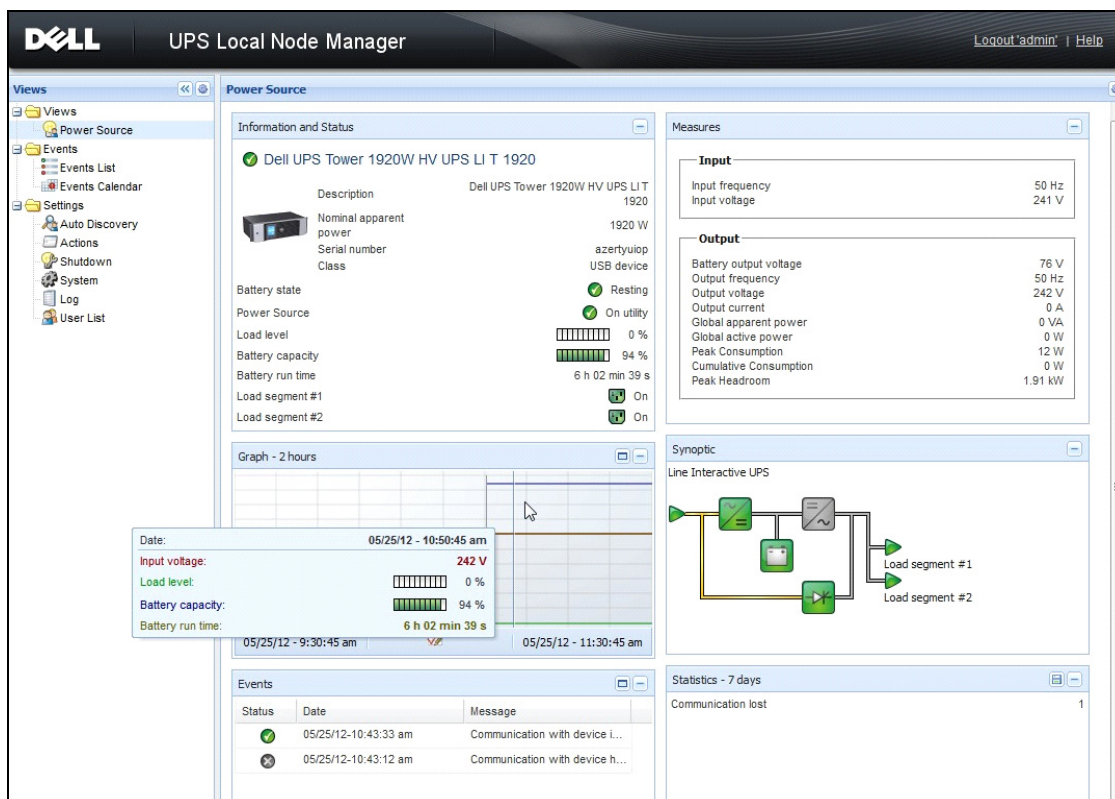 DELL
UPS Local Node Manager
Logout 'admin' | Help
Views
Views
Power Source
Events
Events List
Events Calendar
Settings
Auto Discovery
Actions
Shutdown
System
Log
User List
Power Source
Information and Status
Dell UPS Tower 1920W HV UPS LI T 1920
Description Dell UPS Tower 1920W HV UPS LI T 1920
Nominal apparent power 1920 W
Serial number azertyuiop
Class USB device
Battery state Resting
Power Source On utility
Load level 0 %
Battery capacity 94 %
Battery run time 6 h 02 min 39 s
Load segment #1 On
Load segment #2 On
Measures
Input
Input frequency 50 Hz
Input voltage 241 V
Output
Battery output voltage 76 V
Output frequency 50 Hz
Output voltage 242 V
Output current 0 A
Global apparent power 0 VA
Global active power 0 W
Peak Consumption 12 W
Cumulative Consumption 0 W
Peak Headroom 1.91 kW
Graph - 2 hours
Date: 05/25/12 - 10:50:45 am
Input voltage: 242 V
Load level: 0 %
Battery capacity: 94 %
Battery run time: 6 h 02 min 39 s
05/25/12 - 9:30:45 am
05/25/12 - 11:30:45 am
Synoptic
Line Interactive UPS
Load segment #1
Load segment #2
Events
Status Date Message
05/25/12-10:43:33 am Communication with device i...
05/25/12-10:43:12 am Communication with device h...
Statistics - 7 days
Communication lost 1